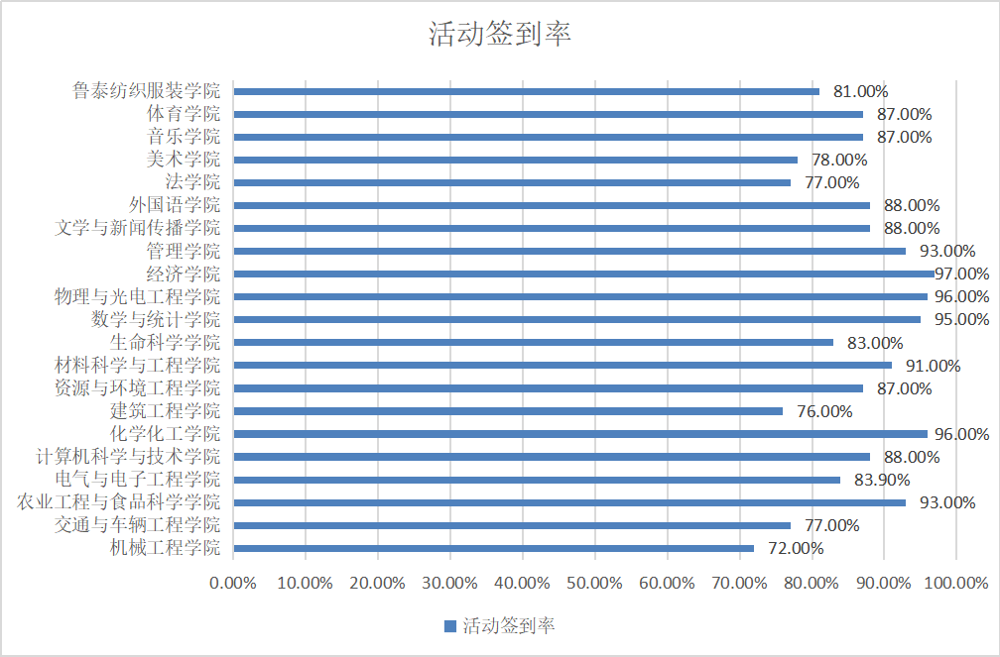 活动签到率
鲁泰纺织服装学院 81.00%
体育学院 87.00%
音乐学院 87.00%
美术学院 78.00%
法学院 77.00%
外国语学院 88.00%
文学与新闻传播学院 88.00%
管理学院 93.00%
经济学院 97.00%
物理与光电工程学院 96.00%
数学与统计学院 95.00%
生命科学学院 83.00%
材料科学与工程学院 91.00%
资源与环境工程学院 87.00%
建筑工程学院 76.00%
化学化工学院 96.00%
计算机科学与技术学院 88.00%
电气与电子工程学院 83.90%
农业工程与食品科学学院 93.00%
交通与车辆工程学院 77.00%
机械工程学院 72.00%
0.00% 10.00% 20.00% 30.00% 40.00% 50.00% 60.00% 70.00% 80.00% 90.00% 100.00%
活动签到率